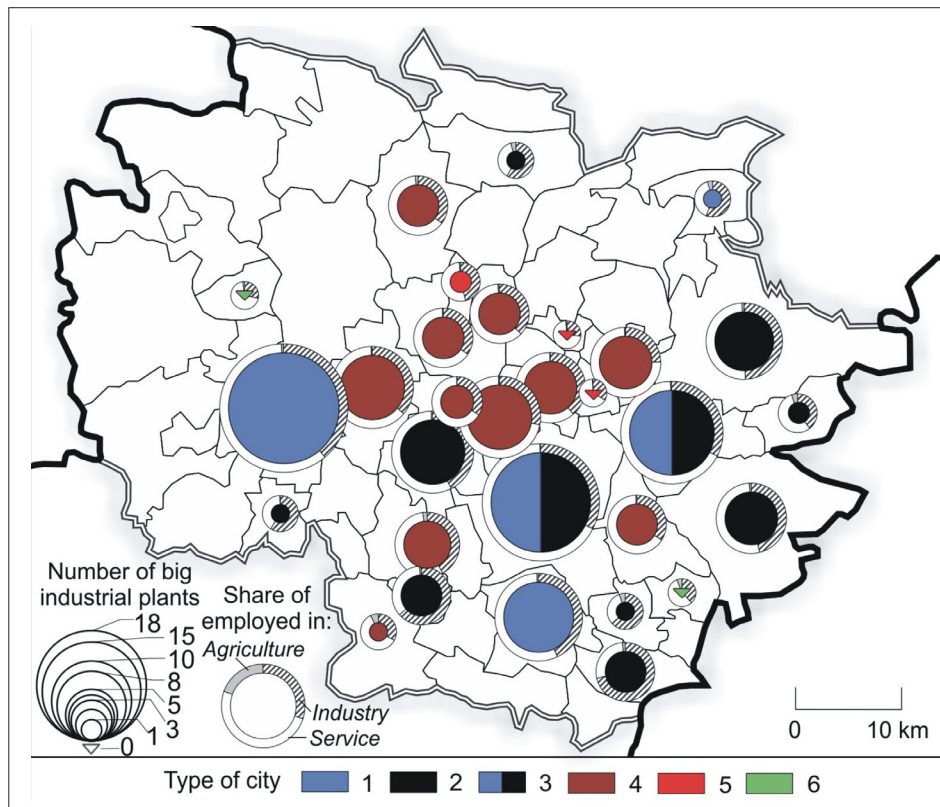 Number of big
industrial plants
18
15
10
8
5
3
1
0
Share of
employed in:
Agriculture
Industry
Service
0 10 km
Type of city 1 2 3 4 5 6